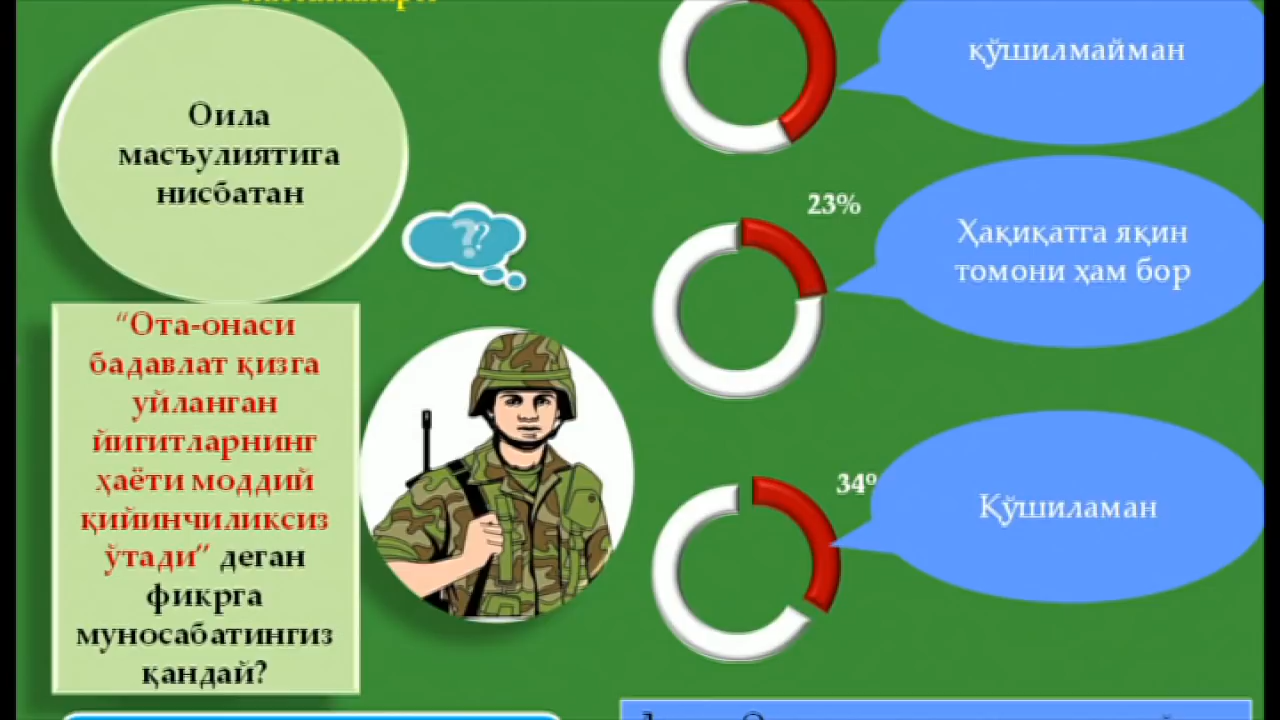 Оила
масъулиятига
нисбатан
“Ота-онаси
бадавлат қизга
уйланган
йигитларнинг
ҳаёти моддий
қийинчиликсиз
ўтади” деган
фикрга
муносабатингиз
қандай?
??
қўшилмайман
23%
Ҳақиқатга яқин
томони ҳам бор
34%
Қўшиламан